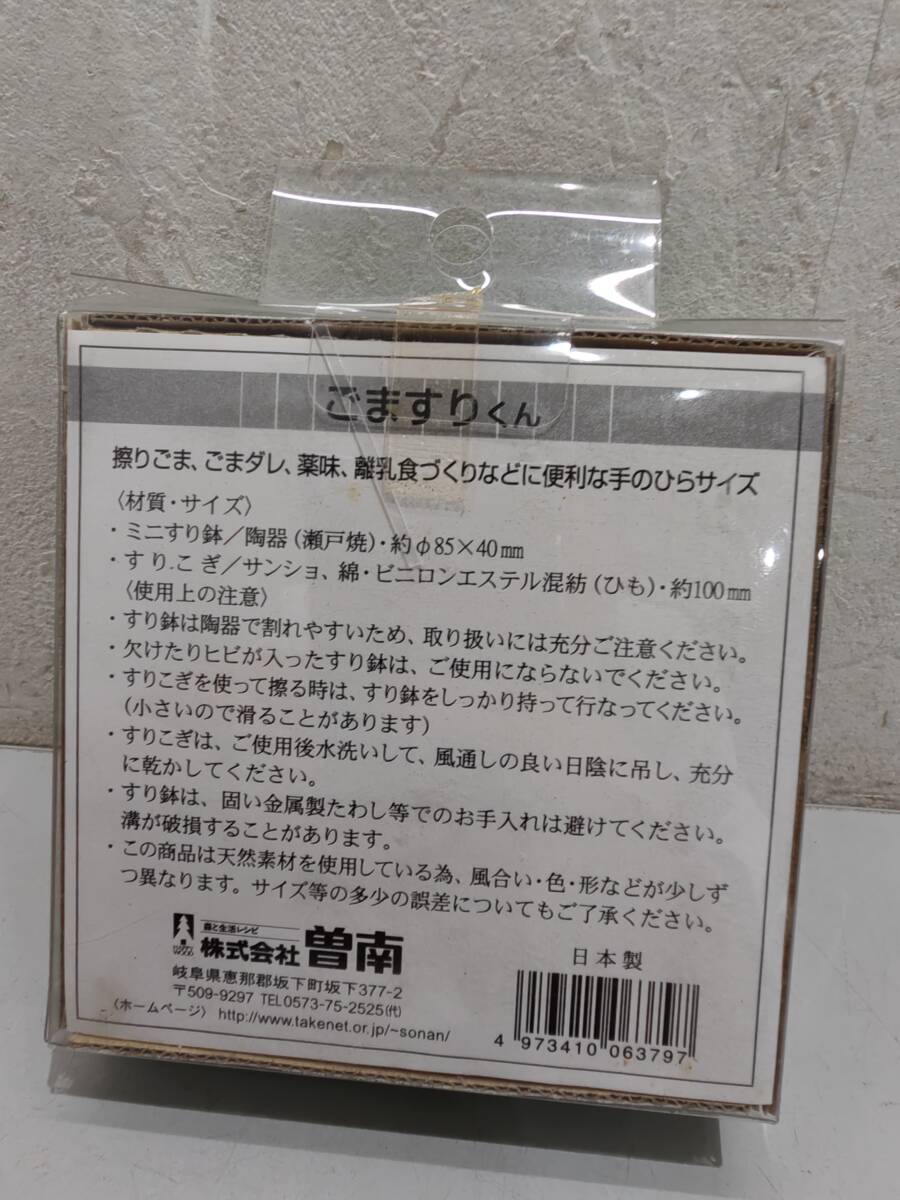 ごますりくん
擦りごま、ごまダレ、薬味、離乳食づくりなどに便利な手のひらサイズ
〈材質・サイズ〉
・ミニすり鉢／陶器（瀬戸焼）・約φ85×40mm
・すりこぎ／サンショ、綿・ビニロンエステル混紡（ひも）・約100mm
〈使用上の注意〉
・すり鉢は陶器で割れやすいため、取り扱いには充分ご注意ください。
・欠けたりヒビが入ったすり鉢は、ご使用にならないでください。
・すりこぎを使って擦る時は、すり鉢をしっかり持って行なってください。
（小さいので滑ることがあります）
・すりこぎは、ご使用後水洗いして、風通しの良い日陰に吊し、充分
に乾かしてください。
・すり鉢は、固い金属製たわし等でのお手入れは避けてください。
溝が破損することがあります。
・この商品は天然素材を使用している為、風合い・色・形などが少しず
つ異なります。サイズ等の多少の誤差についてもご了承ください。
森と生活レシピ
株式会社 曽南
岐阜県恵那郡坂下町坂下377-2
〒509-9297 TEL0573-75-2525(代)
〈ホームページ〉http://www.takenet.or.jp/~sonan/
日本製
4 973410 063797